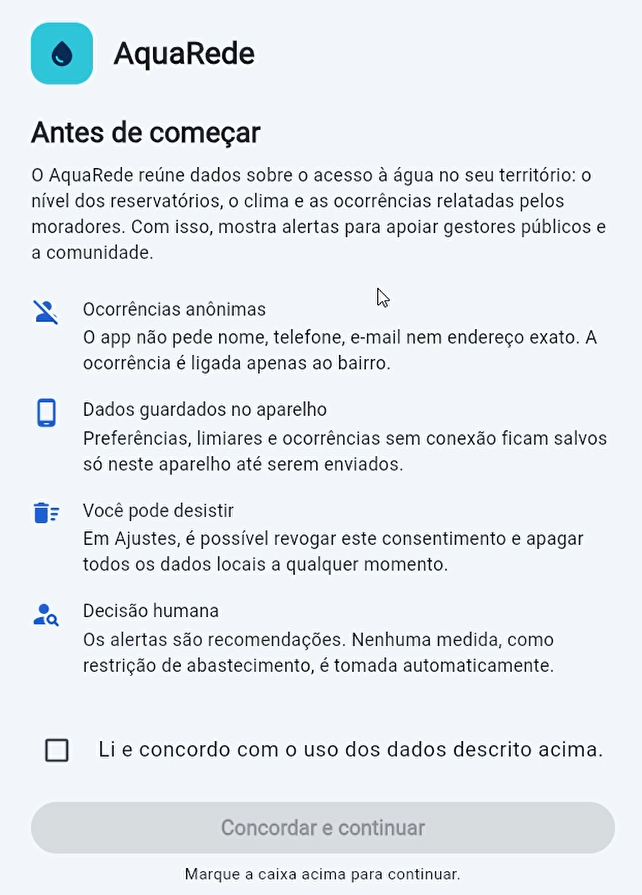 AquaRede
Antes de começar
O AquaRede reúne dados sobre o acesso à água no seu território: o
nível dos reservatórios, o clima e as ocorrências relatadas pelos
moradores. Com isso, mostra alertas para apoiar gestores públicos e
a comunidade.
Ocorrências anônimas
O app não pede nome, telefone, e-mail nem endereço exato. A
ocorrência é ligada apenas ao bairro.
Dados guardados no aparelho
Preferências, limiares e ocorrências sem conexão ficam salvos
só neste aparelho até serem enviados.
Você pode desistir
Em Ajustes, é possível revogar este consentimento e apagar
todos os dados locais a qualquer momento.
Decisão humana
Os alertas são recomendações. Nenhuma medida, como
restrição de abastecimento, é tomada automaticamente.
Li e concordo com o uso dos dados descrito acima.
Concordar e continuar
Marque a caixa acima para continuar.